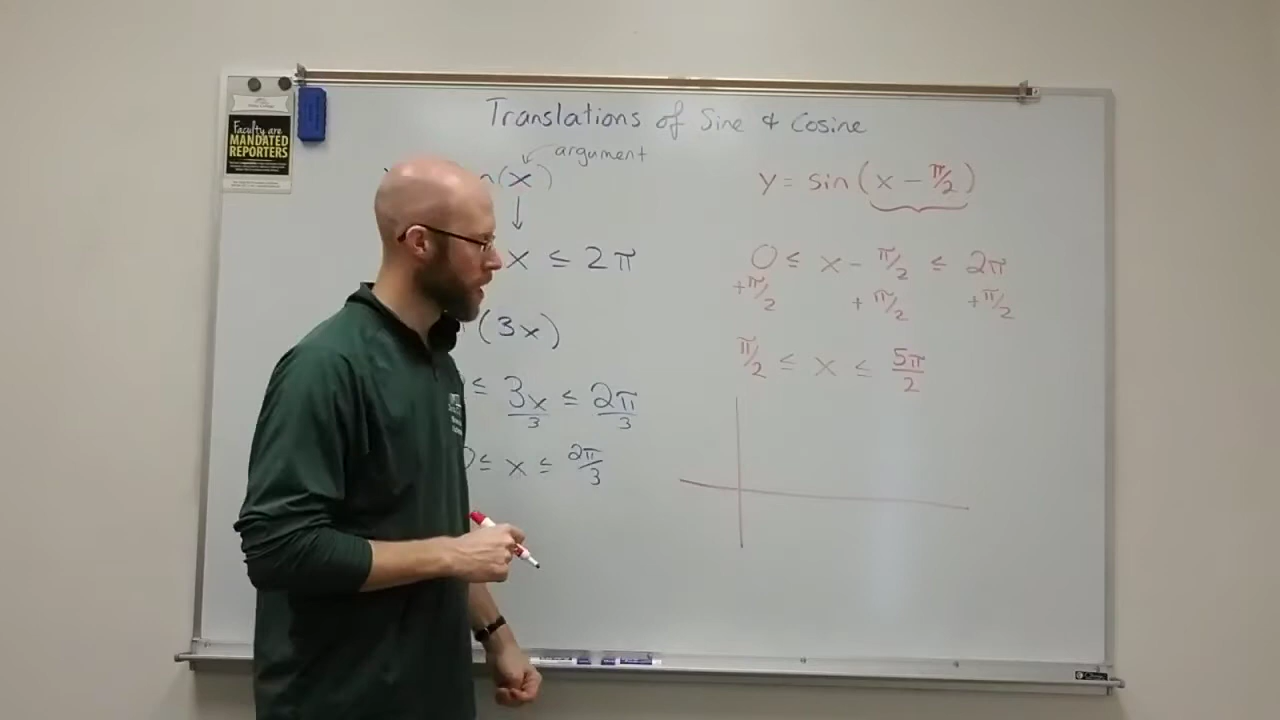 Translations of Sine & Cosine
Faculty are
MANDATED
REPORTERS
argument
n(x)
x ≤ 2π
(3x)
≤ 3x/3 ≤ 2π/3
0 ≤ x ≤ 2π/3
y = sin(x - π/2)
0 ≤ x - π/2 ≤ 2π
+π/2 +π/2 +π/2
π/2 ≤ x ≤ 5π/2